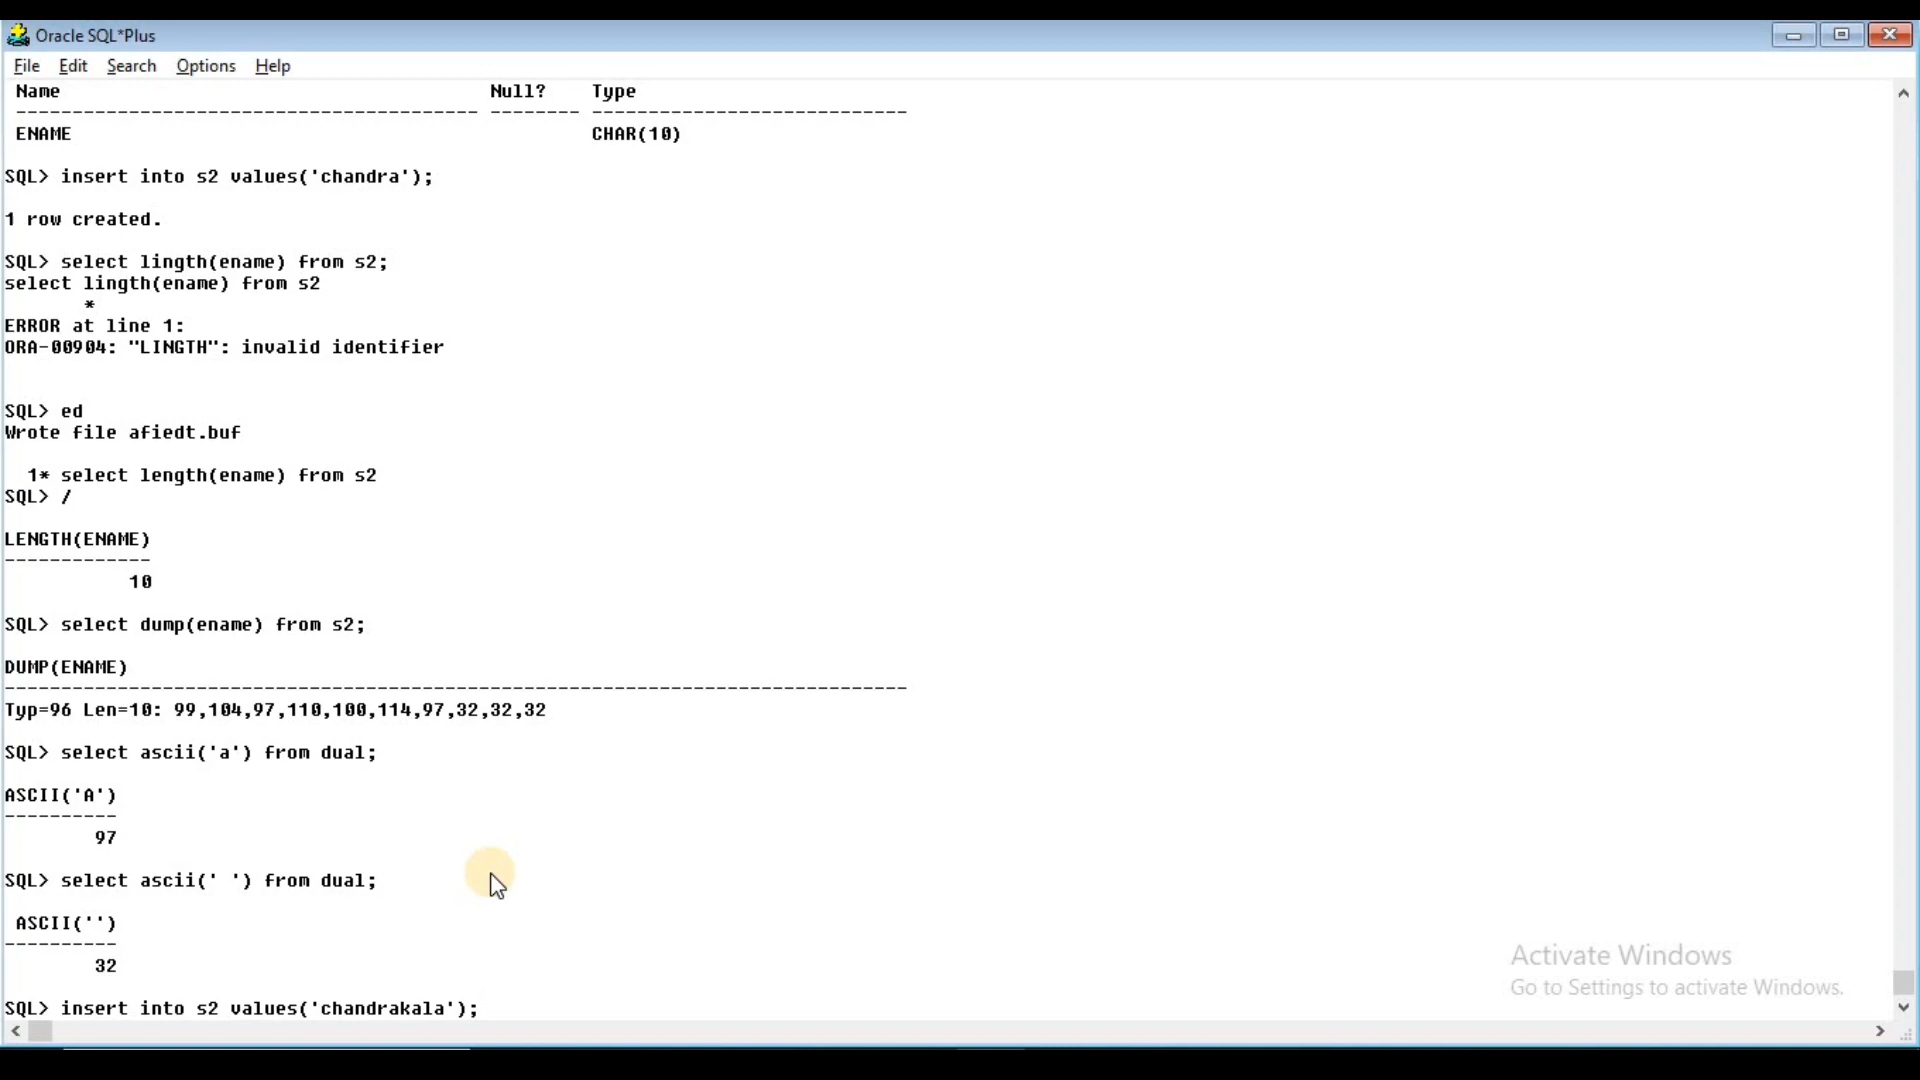 Oracle SQL*Plus
File Edit Search Options Help
Name Null? Type
---------------------------------------- -------- ----------------------------
ENAME CHAR(10)
SQL> insert into s2 values('chandra');
1 row created.
SQL> select lingth(ename) from s2;
select lingth(ename) from s2
*
ERROR at line 1:
ORA-00904: "LINGTH": invalid identifier
SQL> ed
Wrote file afiedt.buf
1* select length(ename) from s2
SQL> /
LENGTH(ENAME)
-------------
10
SQL> select dump(ename) from s2;
DUMP(ENAME)
--------------------------------------------------------------------------------
Typ=96 Len=10: 99,104,97,110,100,114,97,32,32,32
SQL> select ascii('a') from dual;
ASCII('A')
----------
97
SQL> select ascii(' ') from dual;
ASCII('')
----------
32
SQL> insert into s2 values('chandrakala');
Activate Windows
Go to Settings to activate Windows.